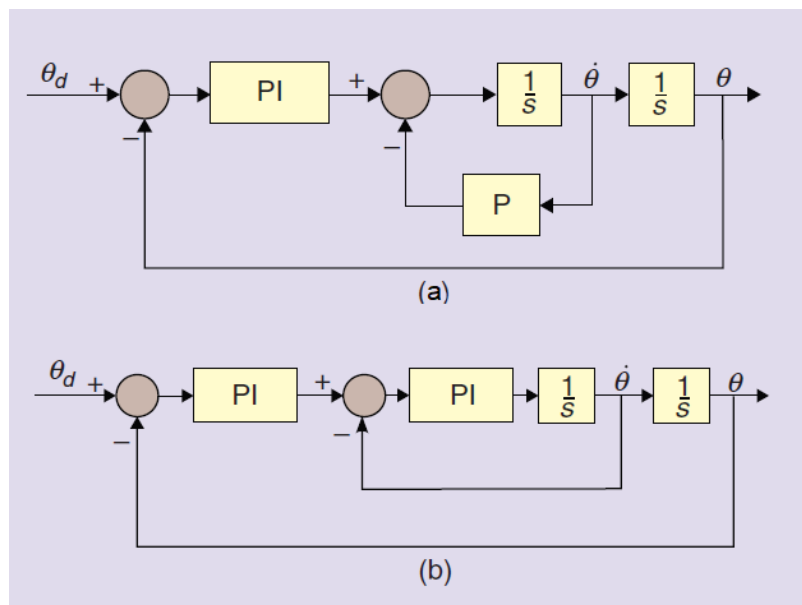 θd + − PI + − 1/s θ̇ 1/s θ
P
(a)
θd + − PI + − PI 1/s θ̇ 1/s θ
(b)